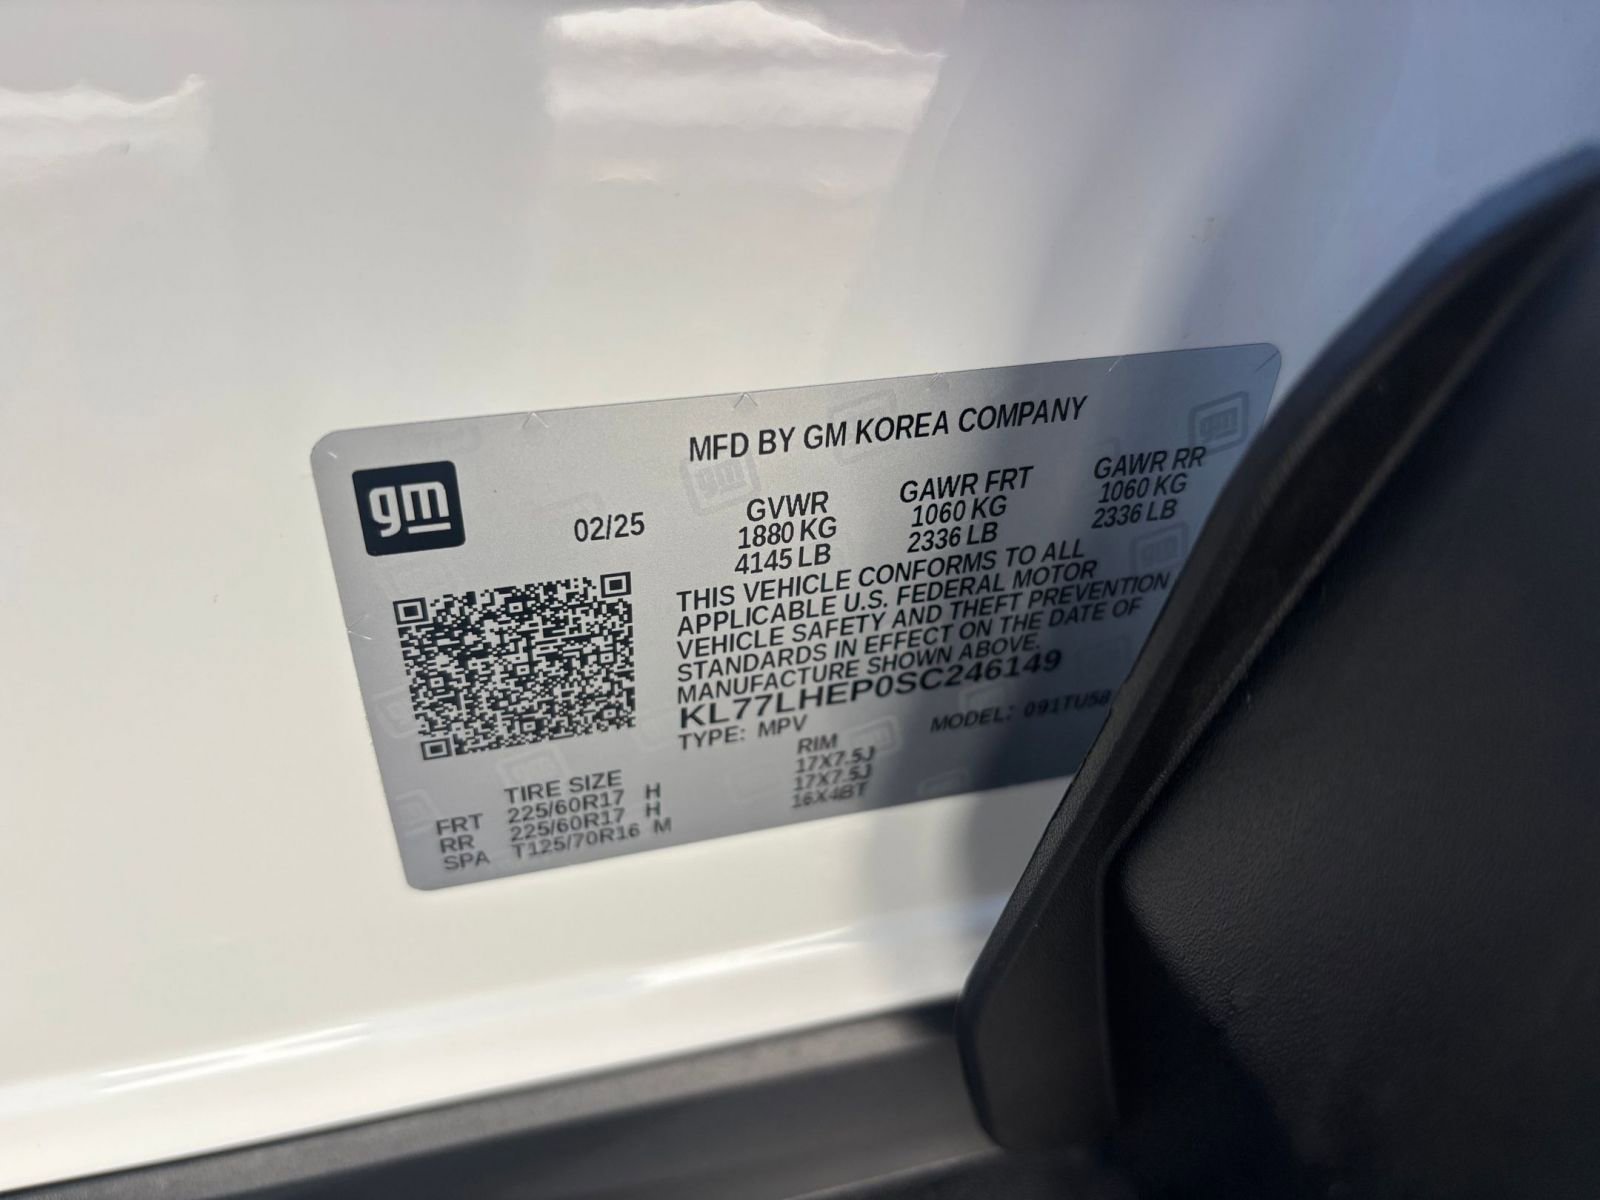 gm
MFD BY GM KOREA COMPANY
02/25
GVWR
1880 KG
4145 LB
GAWR FRT
1060 KG
2336 LB
GAWR RR
1060 KG
2336 LB
THIS VEHICLE CONFORMS TO ALL
APPLICABLE U.S. FEDERAL MOTOR
VEHICLE SAFETY AND THEFT PREVENTION
STANDARDS IN EFFECT ON THE DATE OF
MANUFACTURE SHOWN ABOVE.
KL77LHEP0SC246149
TYPE: MPV MODEL: 091TU58
TIRE SIZE RIM
FRT 225/60R17 H 17X7.5J
RR 225/60R17 H 17X7.5J
SPA T125/70R16 M 16X4BT